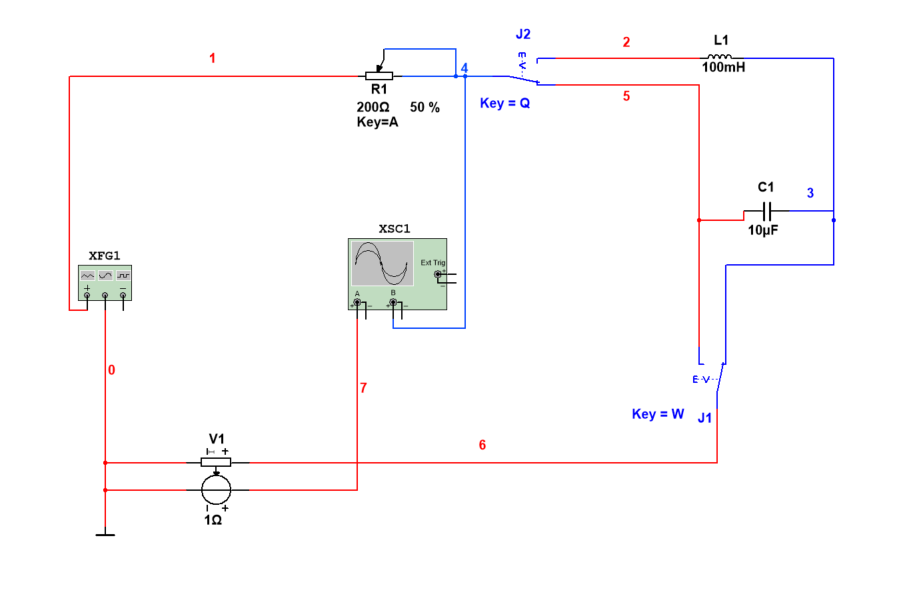 J2
1
2
L1
100mH
4
R1
200Ω 50 %
Key=A
Key = Q
5
C1
3
10µF
XSC1
XFG1
Ext Trig
+
−
A
B
+ − + −
+ −
0
7
Key = W
J1
V1
− +
6
− +
1Ω